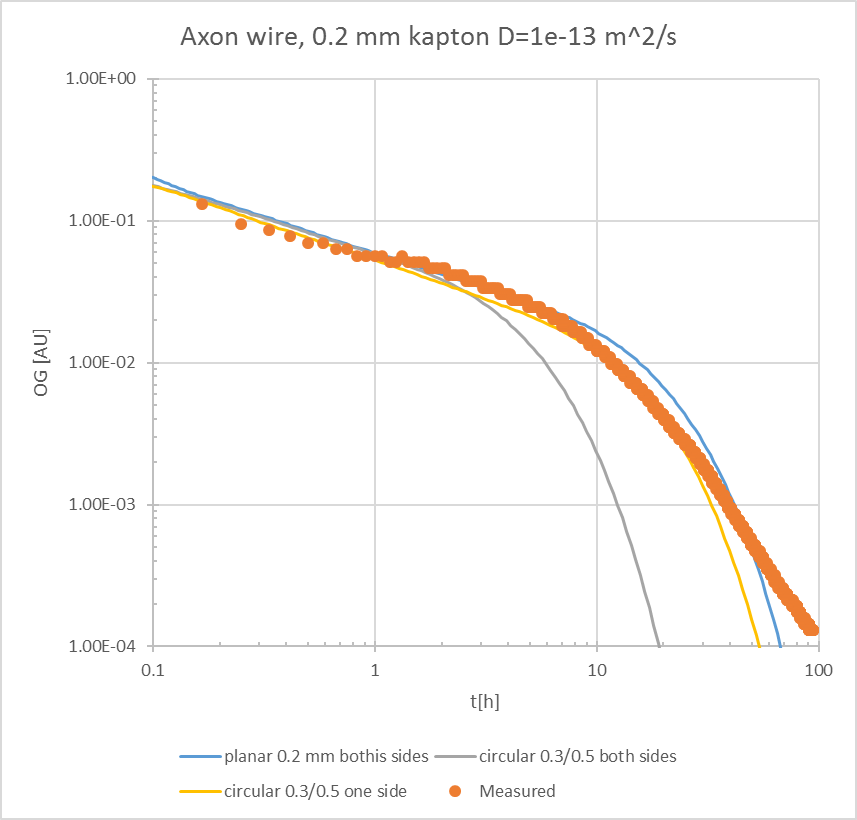 Axon wire, 0.2 mm kapton D=1e-13 m^2/s
1.00E+00
1.00E-01
1.00E-02
1.00E-03
1.00E-04
OG [AU]
0.1 1 10 100
t[h]
planar 0.2 mm bothis sides circular 0.3/0.5 both sides
circular 0.3/0.5 one side Measured